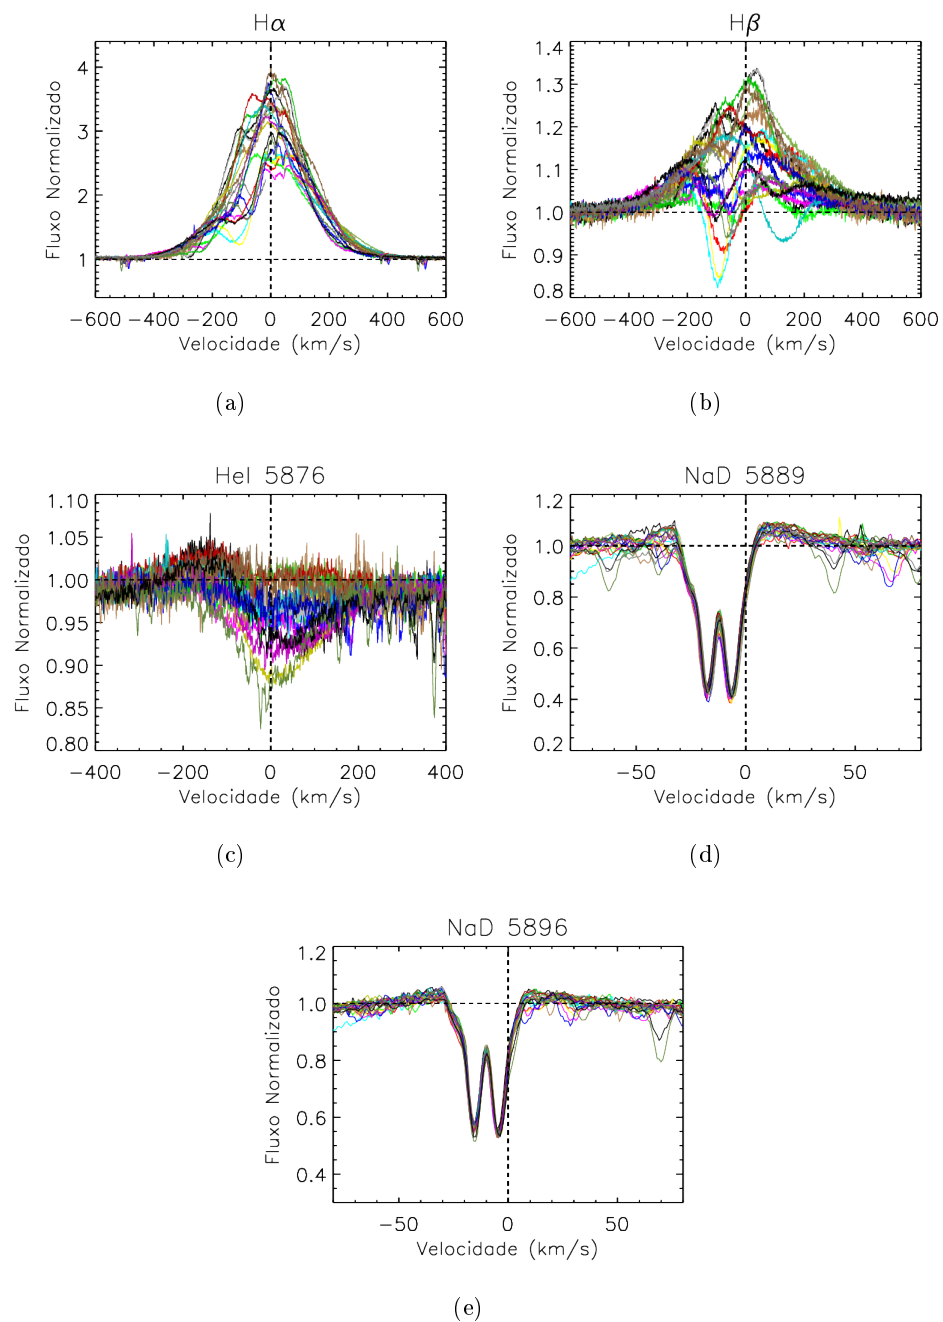 Hα
Hβ
Fluxo Normalizado
4
3
2
1
−600 −400 −200 0 200 400 600
Velocidade (km/s)
Fluxo Normalizado
1.4
1.3
1.2
1.1
1.0
0.9
0.8
−600 −400 −200 0 200 400 600
Velocidade (km/s)
(a)
(b)
HeI 5876
NaD 5889
Fluxo Normalizado
1.10
1.05
1.00
0.95
0.90
0.85
0.80
−400 −200 0 200 400
Velocidade (km/s)
Fluxo Normalizado
1.2
1.0
0.8
0.6
0.4
0.2
−50 0 50
Velocidade (km/s)
(c)
(d)
NaD 5896
Fluxo Normalizado
1.2
1.0
0.8
0.6
0.4
−50 0 50
Velocidade (km/s)
(e)